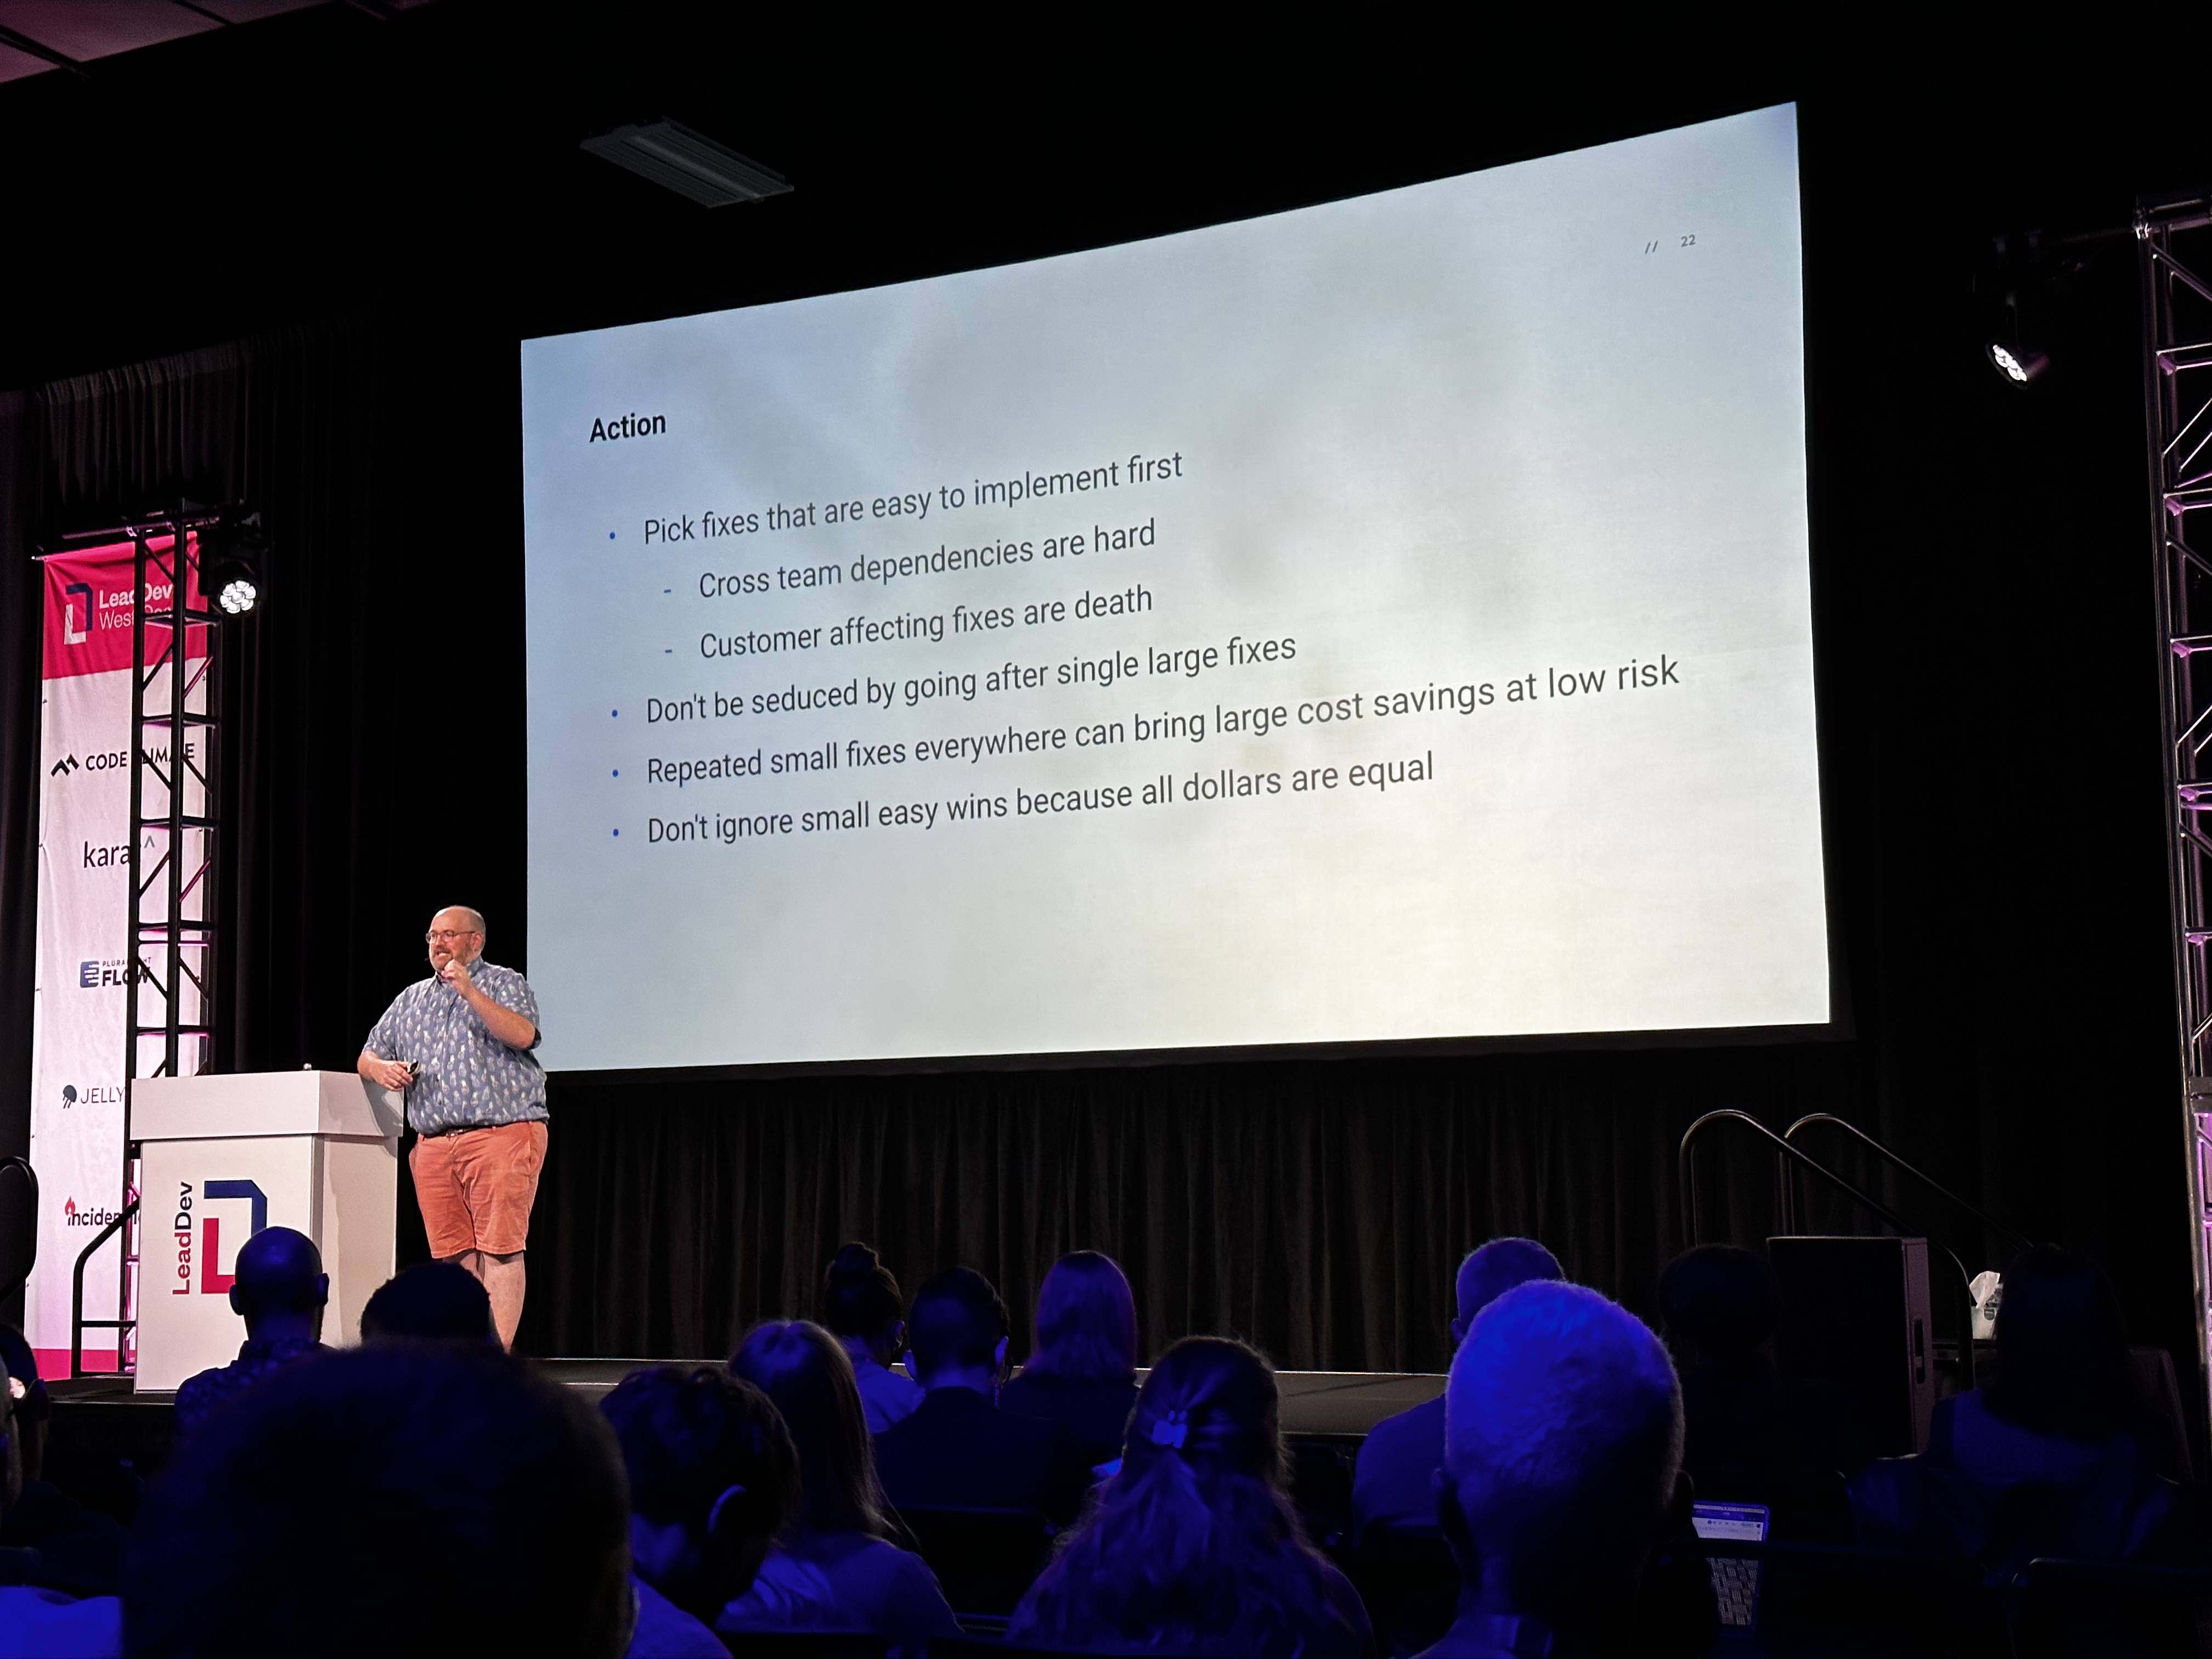 // 22
Action
• Pick fixes that are easy to implement first
- Cross team dependencies are hard
- Customer affecting fixes are death
• Don't be seduced by going after single large fixes
• Repeated small fixes everywhere can bring large cost savings at low risk
• Don't ignore small easy wins because all dollars are equal
LeadDev
CODE
FLOW
JELLY
LeadDev